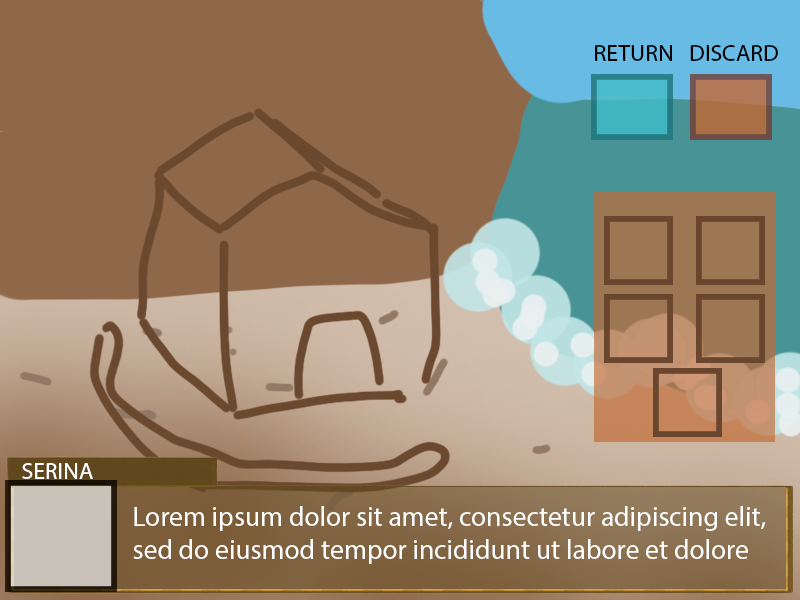 RETURN DISCARD
SERINA
Lorem ipsum dolor sit amet, consectetur adipiscing elit,
sed do eiusmod tempor incididunt ut labore et dolore